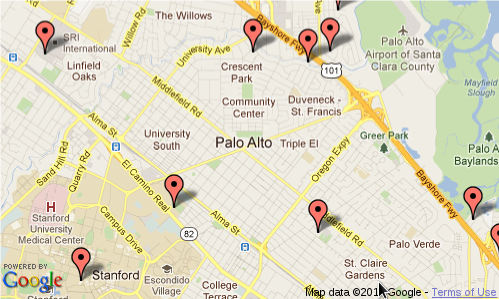 The Willows
SRI
International
Willow Rd
Bayshore Fwy
Palo Alto
Airport of Santa
Clara County
University Ave
Linfield
Oaks
Crescent
Park
101
Mayfield
Slough
Middlefield Rd
Community
Center
Duveneck -
St. Francis
Alma St
University
South
Palo Alto
Triple El
Greer Park
Palo A
Baylands
Sand Hill Rd
Quarry Rd
El Camino Real
Oregon Expy
H
Stanford
University
Medical Center
Campus Drive
82
Alma St
Middlefield Rd
Bayshore Fwy
Palo Verde
POWERED BY
Google
Stanford
Escondido
Village
College
Terrace
St. Claire
Gardens
Map data ©20 Google - Terms of Use